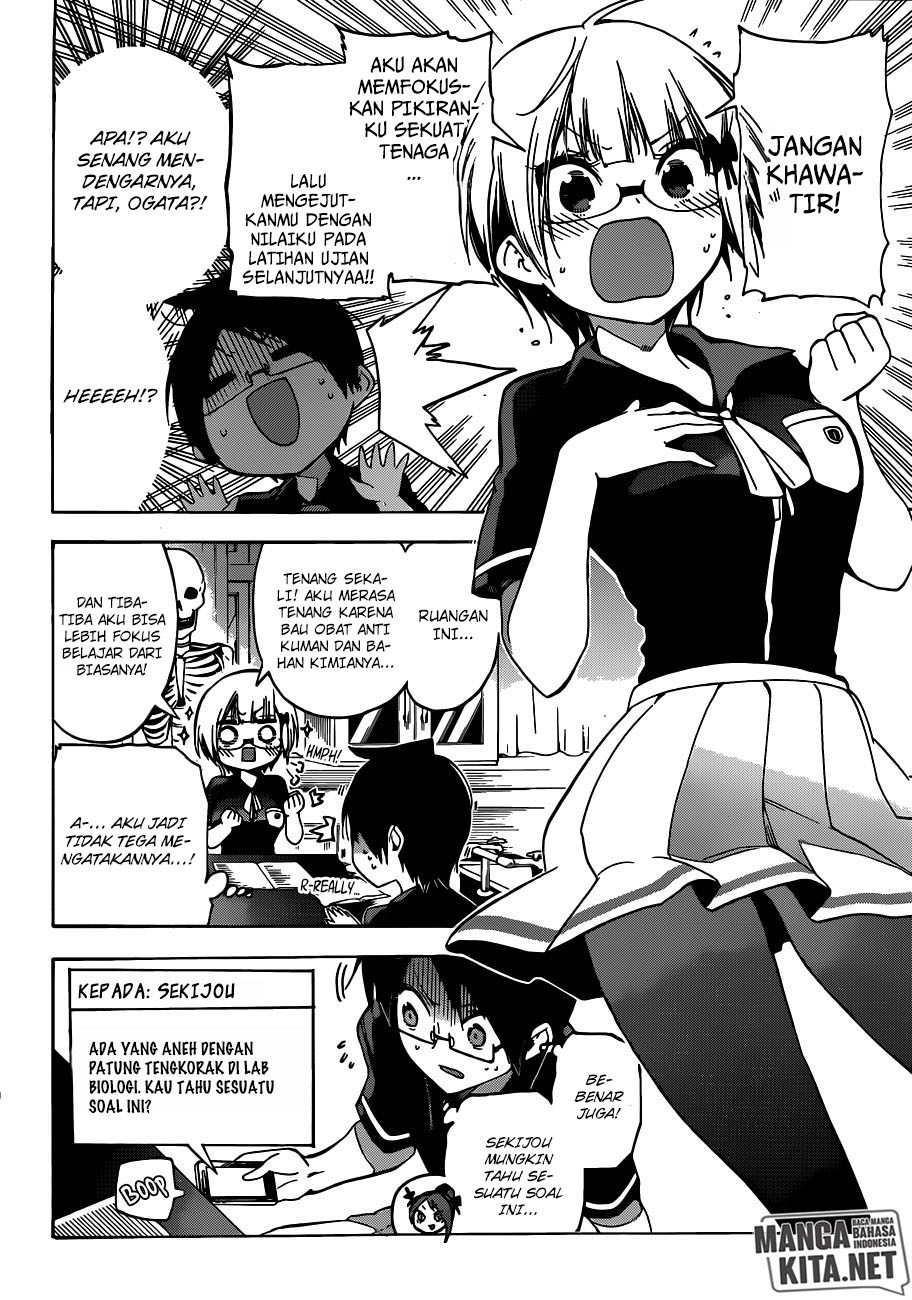 JANGAN
KHAWA-
TIR!
AKU AKAN
MEMFOKUS-
KAN PIKIRAN-
KU SEKUAT
TENAGA
...
LALU
MENGEJUT-
KANMU DENGAN
NILAIKU PADA
LATIHAN UJIAN
SELANJUTNYAA!!
APA!? AKU
SENANG MEN-
DENGARNYA,
TAPI, OGATA?!
HEEEEH!?
RUANGAN
INI...
TENANG SEKA-
LI! AKU MERASA
TENANG KARENA
BAU OBAT ANTI
KUMAN DAN BA-
HAN KIMIANYA...
DAN TIBA-
TIBA AKU BISA
LEBIH FOKUS
BELAJAR DARI
BIASANYA!
HMPH!
A-... AKU JADI
TIDAK TEGA ME-
NGATAKANNYA...!
R-REALLY...
BE-
BENAR
JUGA!
SEKIJOU
MUNGKIN
TAHU SE-
SUATU SOAL
INI...
KEPADA: SEKIJOU
ADA YANG ANEH DENGAN
PATUNG TENGKORAK DI LAB
BIOLOGI. KAU TAHU SESUATU
SOAL INI?
BOOP
MANGA BACA MANGA BAHASA INDONESIA
KITA.NET